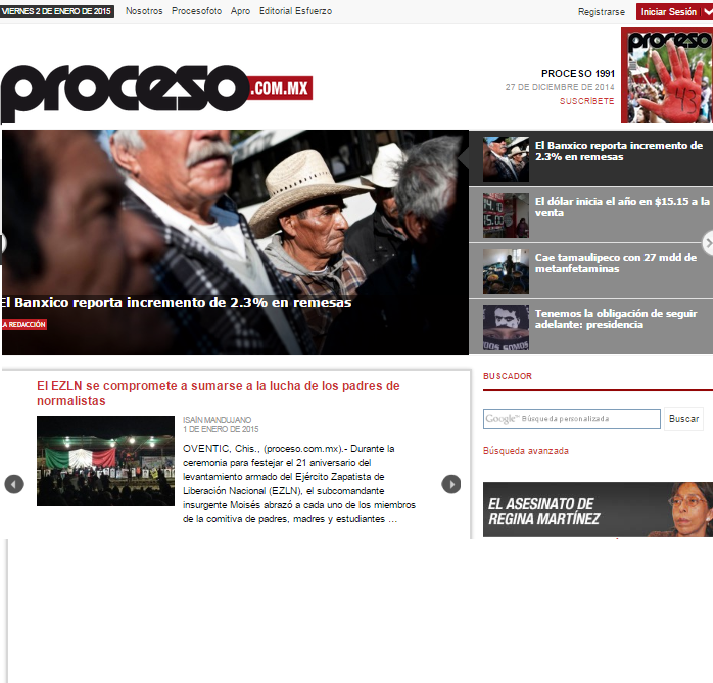 VIERNES 2 DE ENERO DE 2015 Nosotros Procesofoto Apro Editorial Esfuerzo Registrarse Iniciar Sesión
proceso.COM.MX
PROCESO 1991
27 DE DICIEMBRE DE 2014
SUSCRÍBETE
proceso
43
El Banxico reporta incremento de 2.3% en remesas
LA REDACCIÓN
El Banxico reporta incremento de
2.3% en remesas
El dólar inicia el año en $15.15 a la
venta
Cae tamaulipeco con 27 mdd de
metanfetaminas
Tenemos la obligación de seguir
adelante: presidencia
El EZLN se compromete a sumarse a la lucha de los padres de
normalistas
ISAÍN MANDUJANO
1 DE ENERO DE 2015
OVENTIC, Chis., (proceso.com.mx).- Durante la
ceremonia para festejar el 21 aniversario del
levantamiento armado del Ejército Zapatista de
Liberación Nacional (EZLN), el subcomandante
insurgente Moisés abrazó a cada uno de los miembros
de la comitiva de padres, madres y estudiantes ...
BUSCADOR
Google™ Búsqueda personalizada Buscar
Búsqueda avanzada
EL ASESINATO DE
REGINA MARTÍNEZ